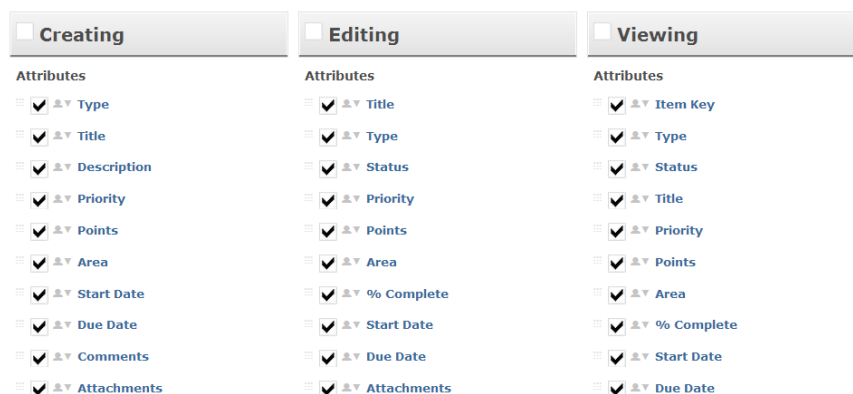 Creating
Attributes
Type
Title
Description
Priority
Points
Area
Start Date
Due Date
Comments
Attachments
Editing
Attributes
Title
Type
Status
Priority
Points
Area
% Complete
Start Date
Due Date
Attachments
Viewing
Attributes
Item Key
Type
Status
Title
Priority
Points
Area
% Complete
Start Date
Due Date